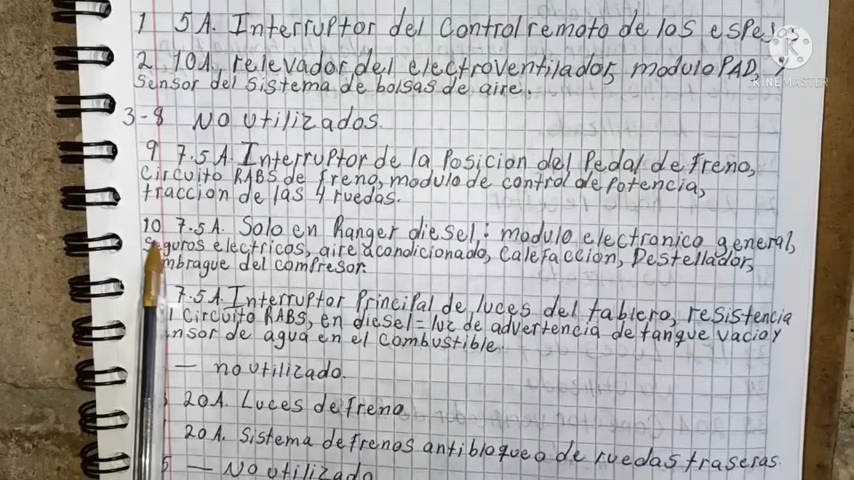 1 5A. Interruptor del Control remoto de los espejos
2 10A. relevador del electroventilador, modulo PAD,
sensor del sistema de bolsas de aire.
3-8 No utilizados.
9 7.5A. Interruptor de la Posicion del Pedal de freno,
Circuito RABS de freno, modulo de control de potencia,
traccion de las 4 ruedas.
10 7.5A. Solo en Ranger diesel: modulo electronico general,
Seguros electricos, aire acondicionado, Calefaccion, Destellador,
mbrague del compresor.
7.5A. Interruptor Principal de luces del tablero, resistencia
l Circuito RABS, en diesel = luz de advertencia de tanque vacio y
nsor de agua en el combustible.
— no utilizado.
20A. Luces de freno
20A. Sistema de frenos antibloqueo de ruedas traseras.
5 — No utilizado
K
KINEMASTER